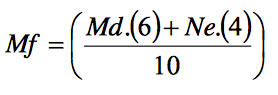 Mf = ( Md.(6)+ Ne.(4) / 10 )